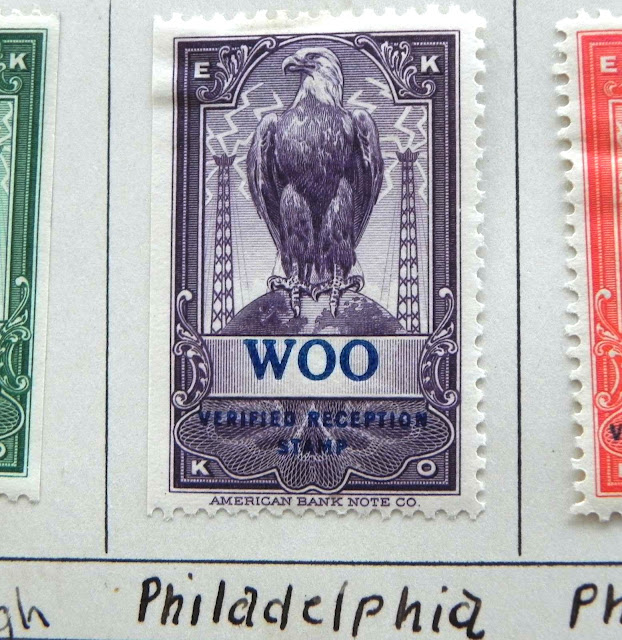 E K
WOO
VERIFIED RECEPTION
STAMP
K O
AMERICAN BANK NOTE CO.
K
E
V
gh Philadelphia Ph